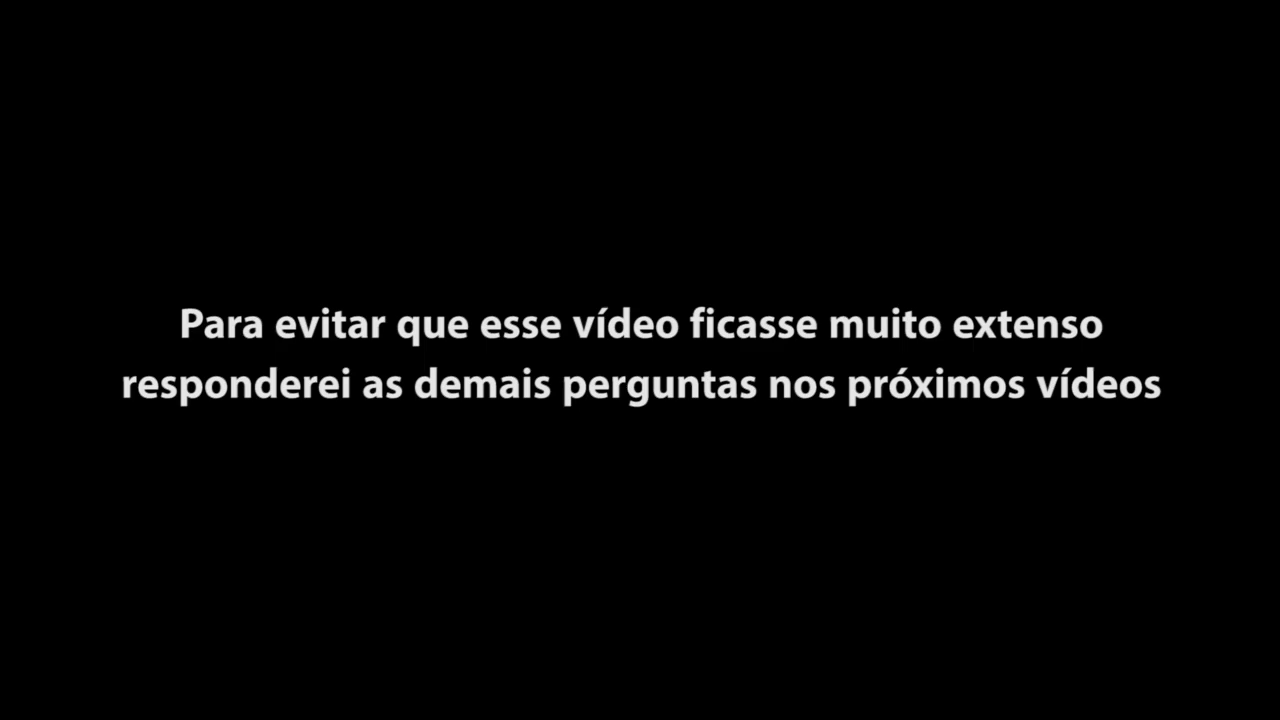 Para evitar que esse vídeo ficasse muito extenso
responderei as demais perguntas nos próximos vídeos